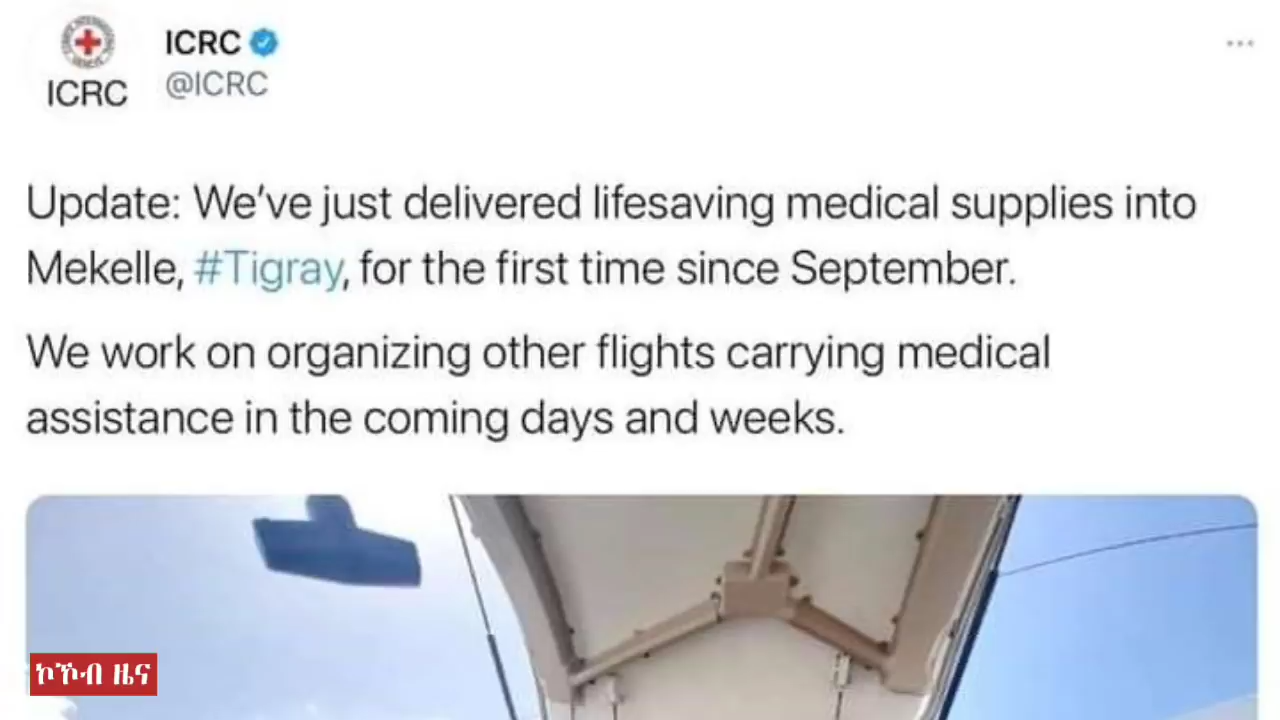 ICRC
@ICRC
ICRC
Update: We've just delivered lifesaving medical supplies into
Mekelle, #Tigray, for the first time since September.
We work on organizing other flights carrying medical
assistance in the coming days and weeks.
ኮኾብ ዜና